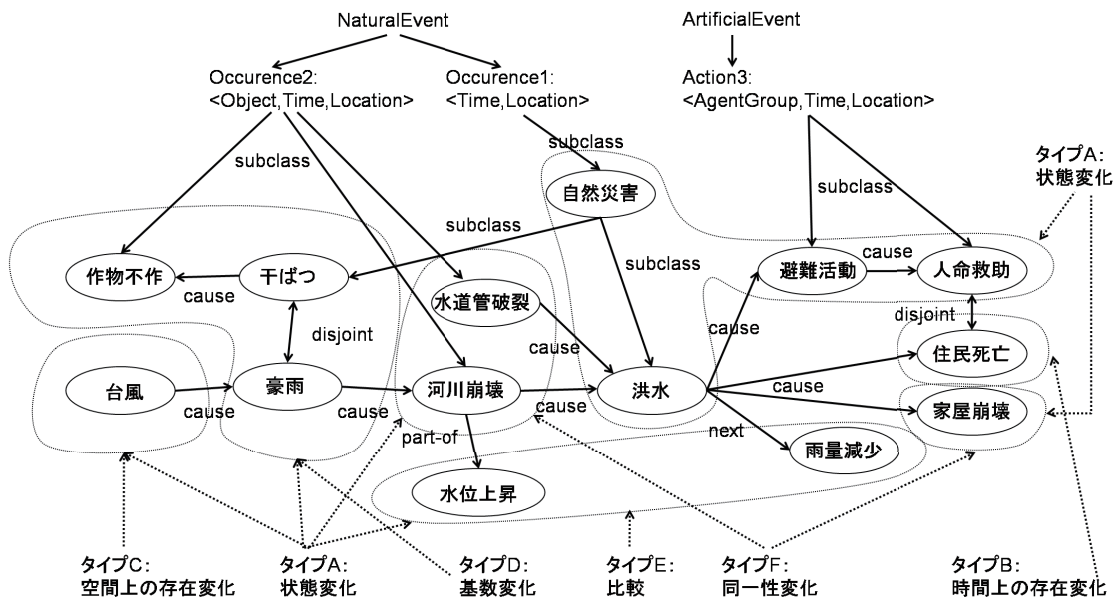 NaturalEvent
ArtificialEvent
Occurence2:
<Object,Time,Location>
Occurence1:
<Time,Location>
Action3:
<AgentGroup,Time,Location>
subclass
subclass
subclass
タイプA:
状態変化
自然災害
subclass
subclass
作物不作
cause
干ばつ
水道管破裂
避難活動
cause
人命救助
disjoint
cause
cause
disjoint
住民死亡
台風
cause
豪雨
cause
河川崩壊
cause
洪水
cause
家屋崩壊
part-of
next
雨量減少
水位上昇
タイプC:
空間上の存在変化
タイプA:
状態変化
タイプD:
基数変化
タイプE:
比較
タイプF:
同一性変化
タイプB:
時間上の存在変化